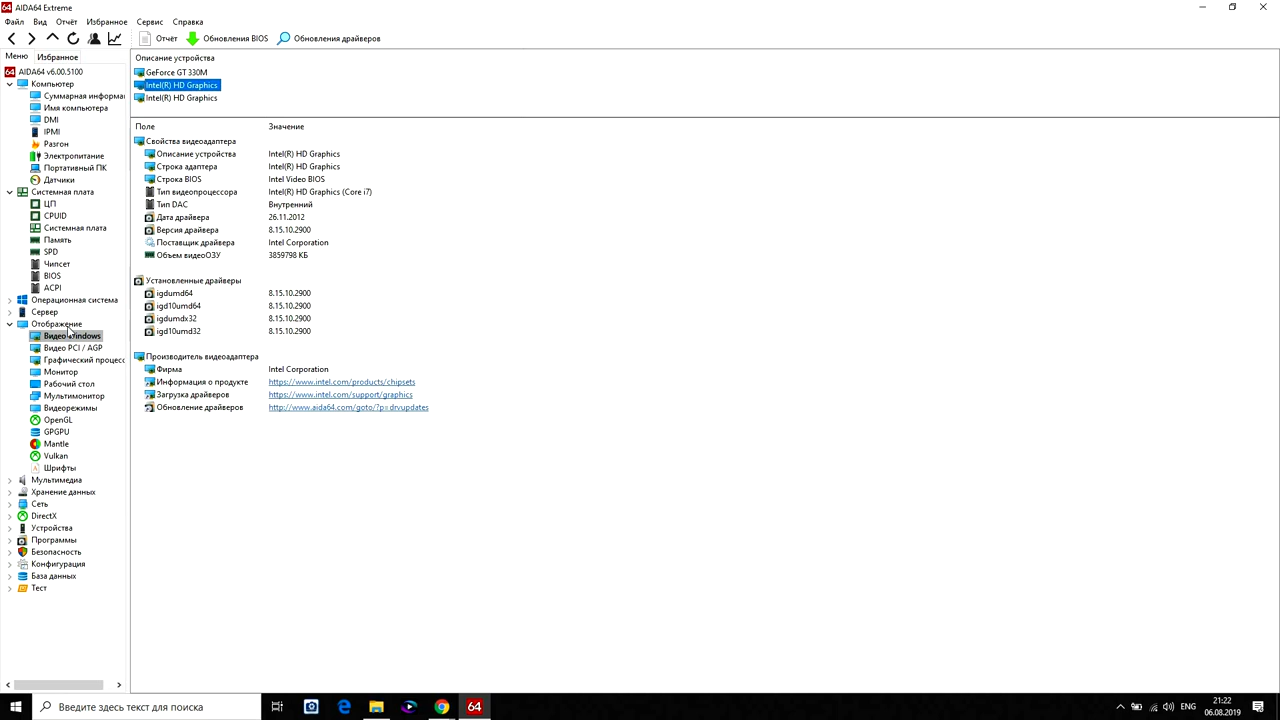 AIDA64 Extreme
Файл Вид Отчёт Избранное Сервис Справка
Отчёт Обновления BIOS Обновления драйверов
Меню Избранное
AIDA64 v6.00.5100
Компьютер
Суммарная информа
Имя компьютера
DMI
IPMI
Разгон
Электропитание
Портативный ПК
Датчики
Системная плата
ЦП
CPUID
Системная плата
Память
SPD
Чипсет
BIOS
ACPI
Операционная система
Сервер
Отображение
Видео Windows
Видео PCI / AGP
Графический процесс
Монитор
Рабочий стол
Мультимонитор
Видеорежимы
OpenGL
GPGPU
Mantle
Vulkan
Шрифты
Мультимедиа
Хранение данных
Сеть
DirectX
Устройства
Программы
Безопасность
Конфигурация
База данных
Тест
Описание устройства
GeForce GT 330M
Intel(R) HD Graphics
Intel(R) HD Graphics
Поле Значение
Свойства видеоадаптера
Описание устройства Intel(R) HD Graphics
Строка адаптера Intel(R) HD Graphics
Строка BIOS Intel Video BIOS
Тип видеопроцессора Intel(R) HD Graphics (Core i7)
Тип DAC Внутренний
Дата драйвера 26.11.2012
Версия драйвера 8.15.10.2900
Поставщик драйвера Intel Corporation
Объем видеоОЗУ 3859798 КБ
Установленные драйверы
igdumd64 8.15.10.2900
igd10umd64 8.15.10.2900
igdumdx32 8.15.10.2900
igd10umd32 8.15.10.2900
Производитель видеоадаптера
Фирма Intel Corporation
Информация о продукте https://www.intel.com/products/chipsets
Загрузка драйверов https://www.intel.com/support/graphics
Обновление драйверов http://www.aida64.com/goto/?p=drvupdates
Введите здесь текст для поиска
64
ENG
21:22
06.08.2019